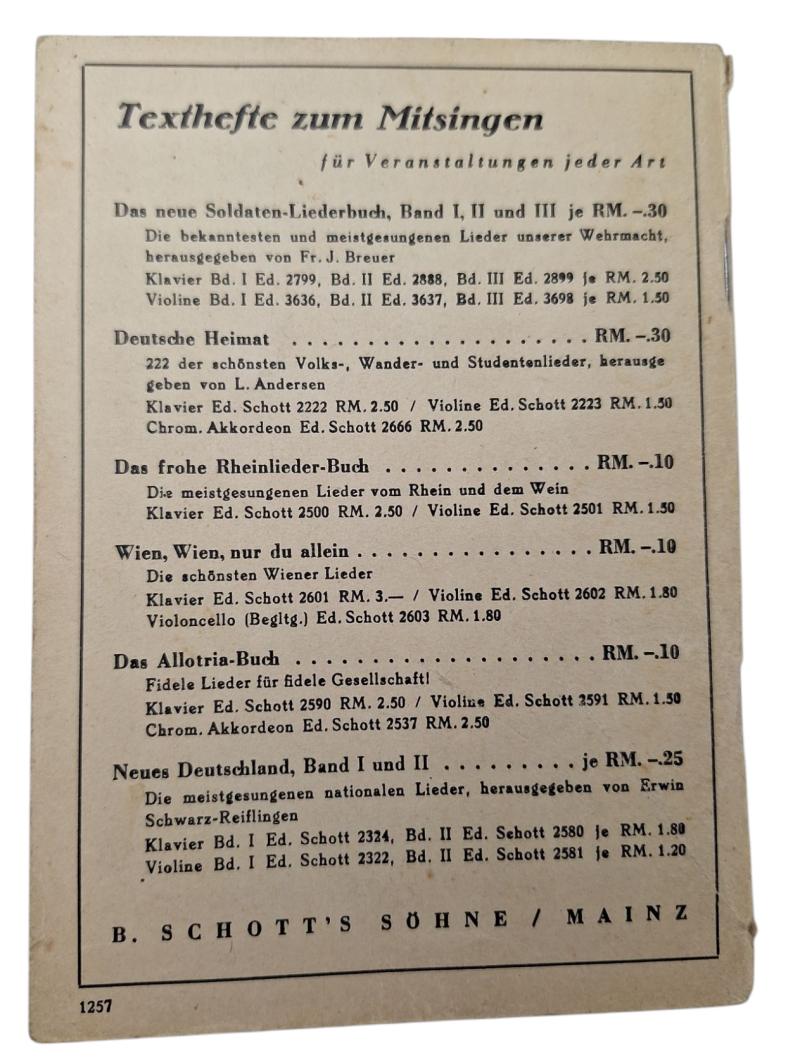 Texthefte zum Mitsingen
für Veranstaltungen jeder Art
Das neue Soldaten-Liederbuch, Band I, II und III je RM. –.30
Die bekanntesten und meistgesungenen Lieder unserer Wehrmacht,
herausgegeben von Fr. J. Breuer
Klavier Bd. I Ed. 2799, Bd. II Ed. 2888, Bd. III Ed. 2899 je RM. 2.50
Violine Bd. I Ed. 3636, Bd. II Ed. 3637, Bd. III Ed. 3698 je RM. 1.50
Deutsche Heimat . . . . . . . . . . . . . . . . . . . . RM. –.30
222 der schönsten Volks-, Wander- und Studentenlieder, herausge
geben von L. Andersen
Klavier Ed. Schott 2222 RM. 2.50 / Violine Ed. Schott 2223 RM. 1.50
Chrom. Akkordeon Ed. Schott 2666 RM. 2.50
Das frohe Rheinlieder-Buch . . . . . . . . . . . . . . RM. –.10
Die meistgesungenen Lieder vom Rhein und dem Wein
Klavier Ed. Schott 2500 RM. 2.50 / Violine Ed. Schott 2501 RM. 1.50
Wien, Wien, nur du allein . . . . . . . . . . . . . . . . RM. –.10
Die schönsten Wiener Lieder
Klavier Ed. Schott 2601 RM. 3.— / Violine Ed. Schott 2602 RM. 1.80
Violoncello (Begltg.) Ed. Schott 2603 RM. 1.80
Das Allotria-Buch . . . . . . . . . . . . . . . . . . . . RM. –.10
Fidele Lieder für fidele Gesellschaft!
Klavier Ed. Schott 2590 RM. 2.50 / Violine Ed. Schott 2591 RM. 1.50
Chrom. Akkordeon Ed. Schott 2537 RM. 2.50
Neues Deutschland, Band I und II . . . . . . . . . je RM. –.25
Die meistgesungenen nationalen Lieder, herausgegeben von Erwin
Schwarz-Reiflingen
Klavier Bd. I Ed. Schott 2324, Bd. II Ed. Schott 2580 je RM. 1.80
Violine Bd. I Ed. Schott 2322, Bd. II Ed. Schott 2581 je RM. 1.20
B. SCHOTT'S SÖHNE / MAINZ
1257